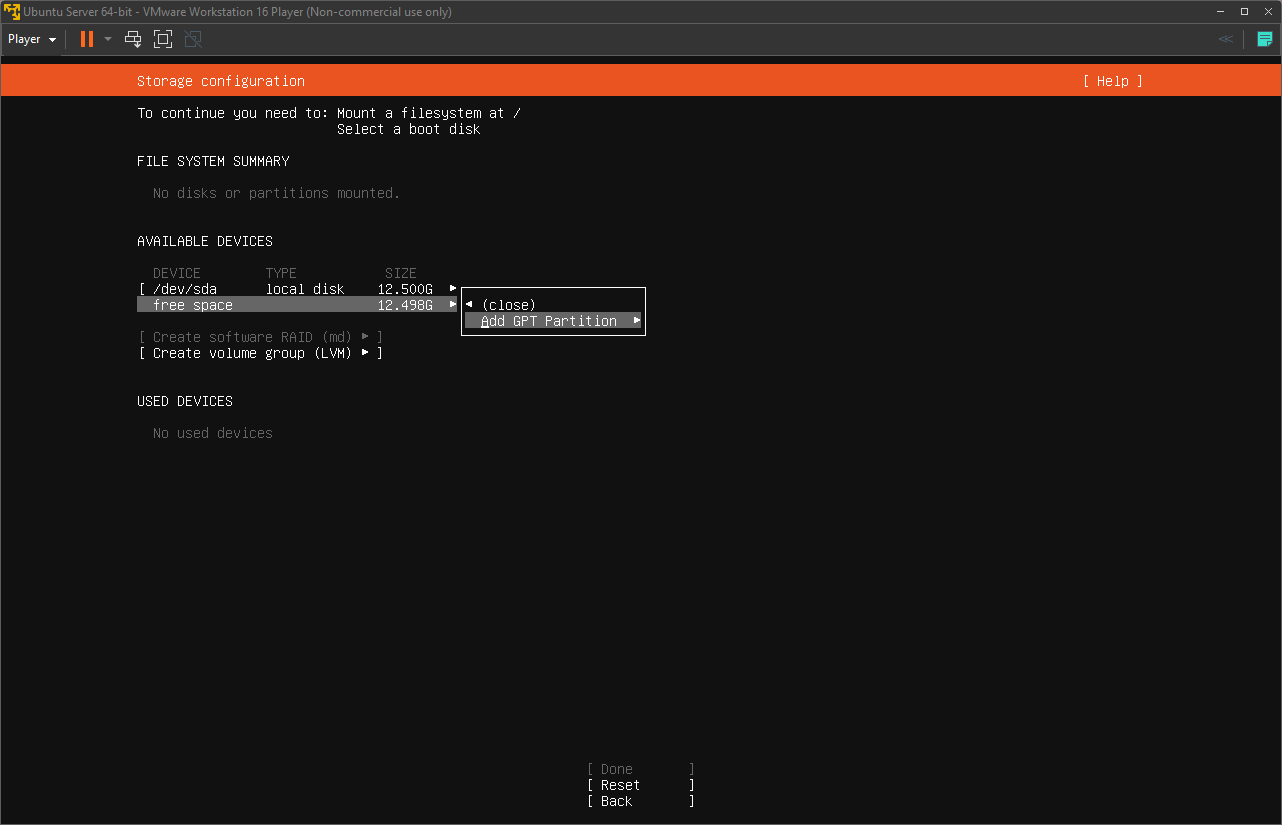 Ubuntu Server 64-bit - VMware Workstation 16 Player (Non-commercial use only)
Player
Storage configuration [ Help ]
To continue you need to: Mount a filesystem at /
Select a boot disk
FILE SYSTEM SUMMARY
No disks or partitions mounted.
AVAILABLE DEVICES
DEVICE TYPE SIZE
[ /dev/sda local disk 12.500G ►
free space 12.498G ► ◄ (close)
Add GPT Partition ►
[ Create software RAID (md) ► ]
[ Create volume group (LVM) ► ]
USED DEVICES
No used devices
[ Done ]
[ Reset ]
[ Back ]